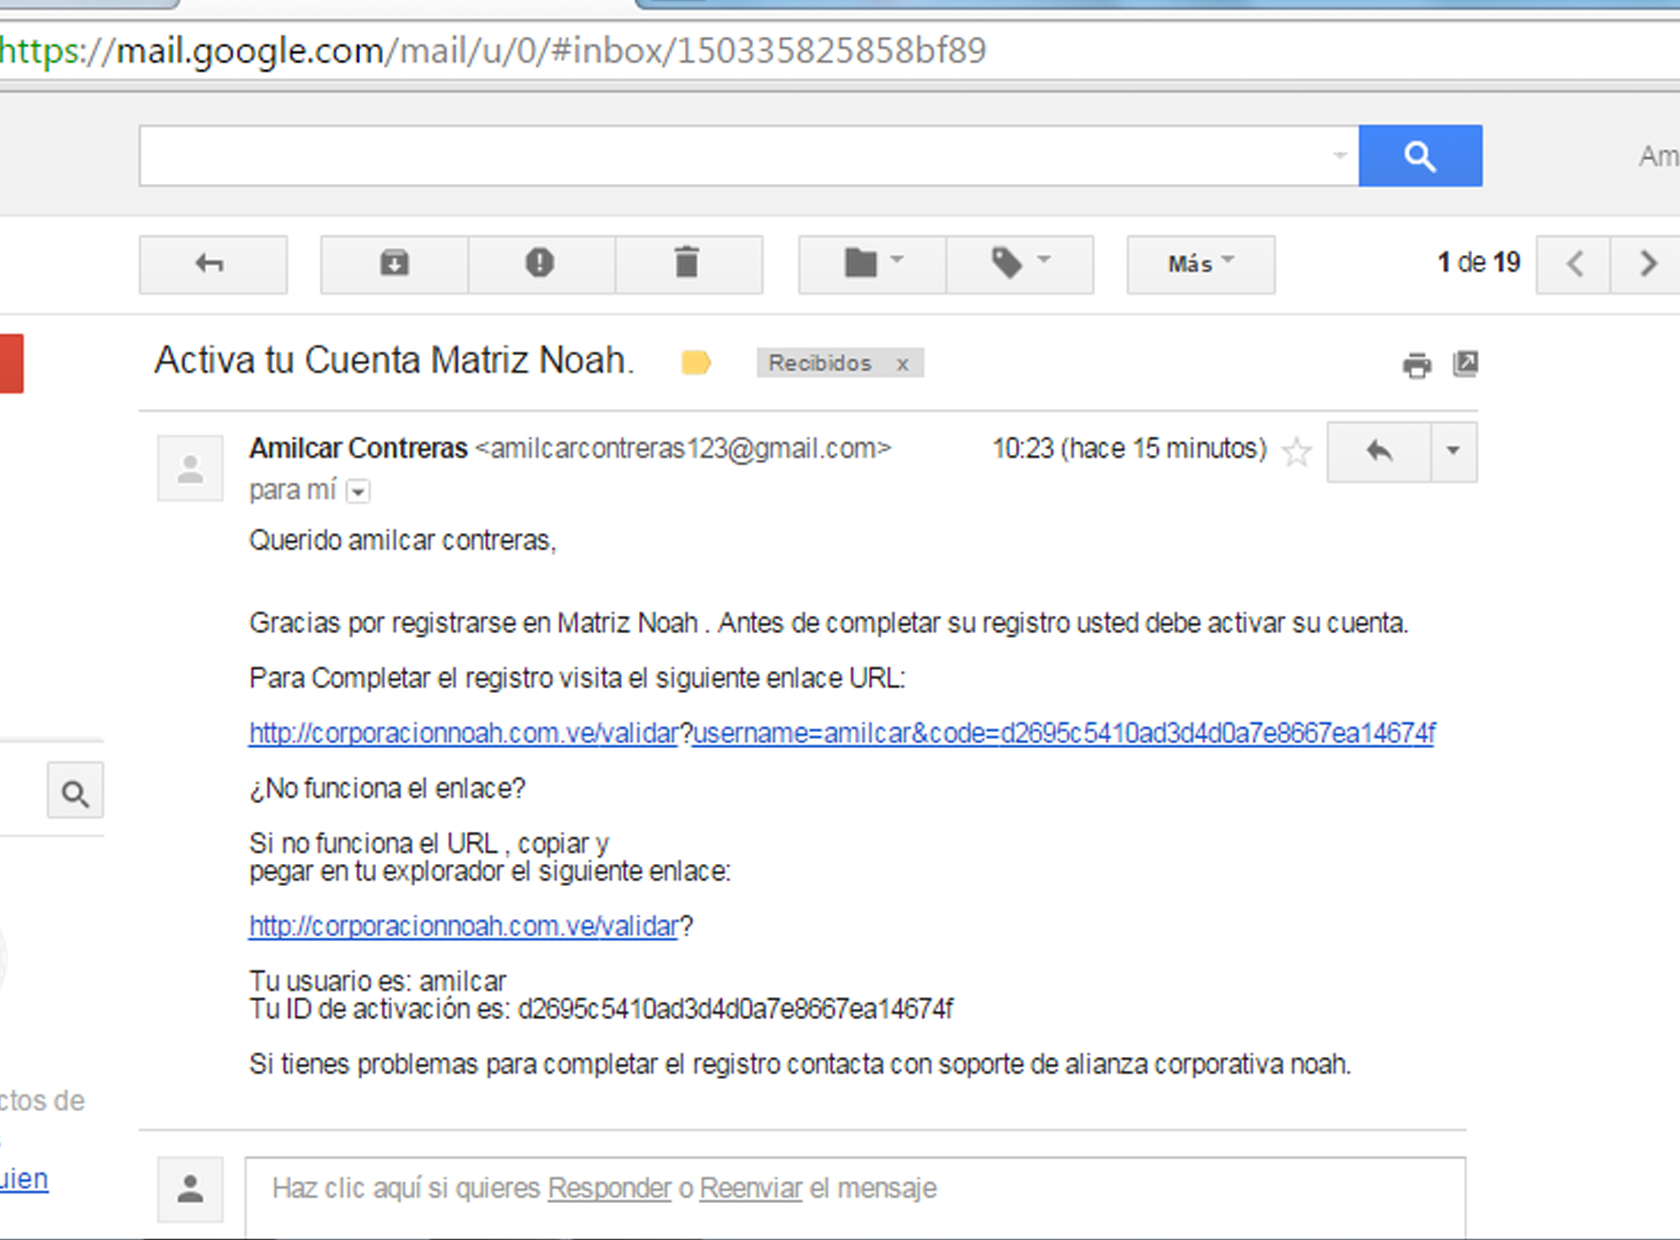 https://mail.google.com/mail/u/0/#inbox/150335825858bf89
Am
Más
1 de 19
Activa tu Cuenta Matriz Noah.
Recibidos x
Amilcar Contreras <amilcarcontreras123@gmail.com>
10:23 (hace 15 minutos)
para mí
Querido amilcar contreras,
Gracias por registrarse en Matriz Noah . Antes de completar su registro usted debe activar su cuenta.
Para Completar el registro visita el siguiente enlace URL:
http://corporacionnoah.com.ve/validar?username=amilcar&code=d2695c5410ad3d4d0a7e8667ea14674f
¿No funciona el enlace?
Si no funciona el URL , copiar y
pegar en tu explorador el siguiente enlace:
http://corporacionnoah.com.ve/validar?
Tu usuario es: amilcar
Tu ID de activación es: d2695c5410ad3d4d0a7e8667ea14674f
Si tienes problemas para completar el registro contacta con soporte de alianza corporativa noah.
ctos de
uien
Haz clic aquí si quieres Responder o Reenviar el mensaje